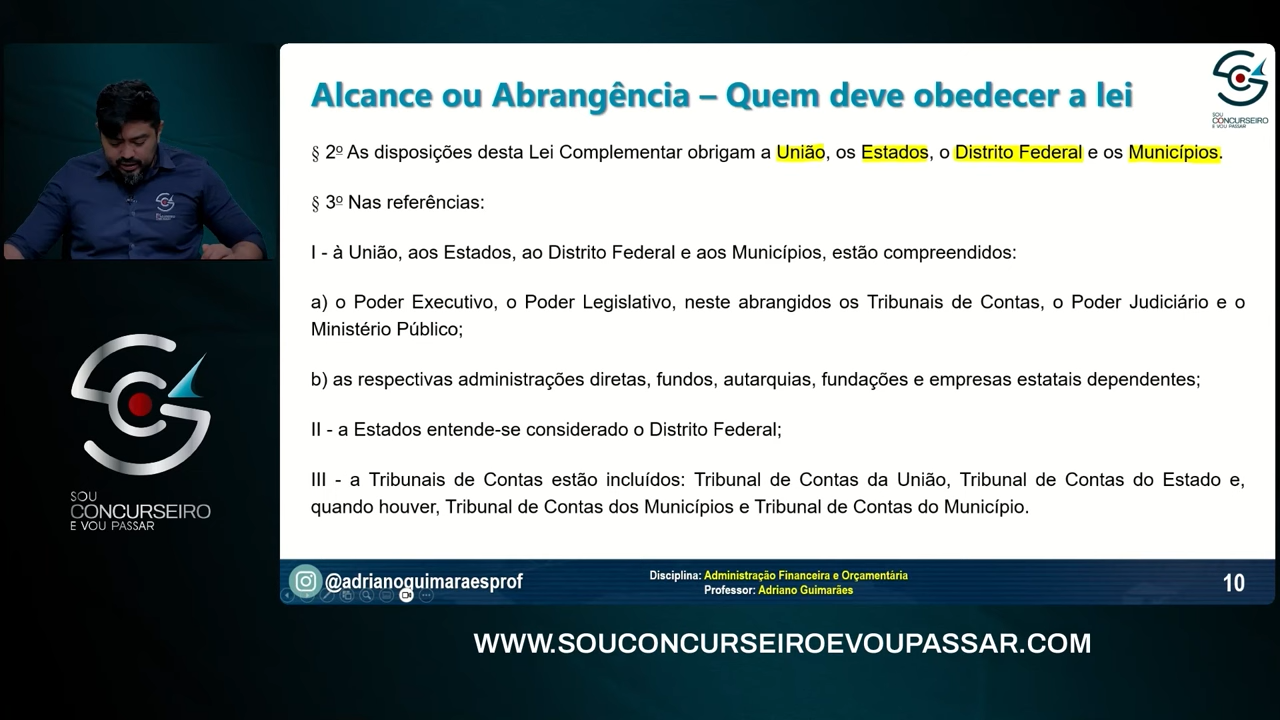 Alcance ou Abrangência – Quem deve obedecer a lei
SOU
CONCURSEIRO
E VOU PASSAR
§ 2º As disposições desta Lei Complementar obrigam a União, os Estados, o Distrito Federal e os Municípios.
§ 3º Nas referências:
I - à União, aos Estados, ao Distrito Federal e aos Municípios, estão compreendidos:
a) o Poder Executivo, o Poder Legislativo, neste abrangidos os Tribunais de Contas, o Poder Judiciário e o
Ministério Público;
b) as respectivas administrações diretas, fundos, autarquias, fundações e empresas estatais dependentes;
II - a Estados entende-se considerado o Distrito Federal;
III - a Tribunais de Contas estão incluídos: Tribunal de Contas da União, Tribunal de Contas do Estado e,
quando houver, Tribunal de Contas dos Municípios e Tribunal de Contas do Município.
SOU
CONCURSEIRO
E VOU PASSAR
@adrianoguimaraesprof
Disciplina: Administração Financeira e Orçamentária
Professor: Adriano Guimarães
10
WWW.SOUCONCURSEIROEVOUPASSAR.COM